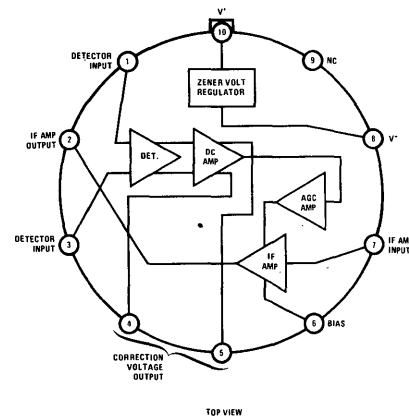 V+
10
DETECTOR
INPUT
1
9
NC
ZENER VOLT
REGULATOR
IF AMP
OUTPUT
2
8
V-
DET.
DC
AMP
AGC
AMP
DETECTOR
INPUT
3
7
IF AM
INPUT
IF
AMP
4
6
BIAS
5
CORRECTION
VOLTAGE
OUTPUT
TOP VIEW